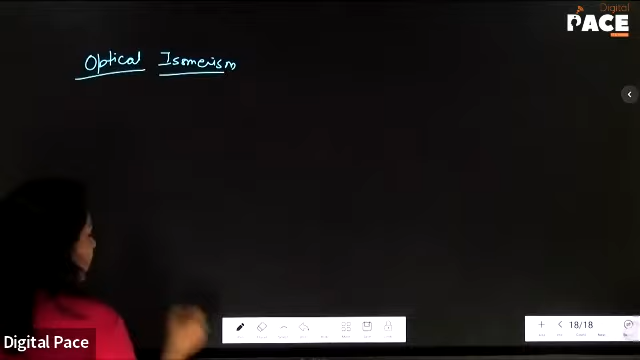 Digital
PACE
Optical Isomerism
18/18
Digital Pace